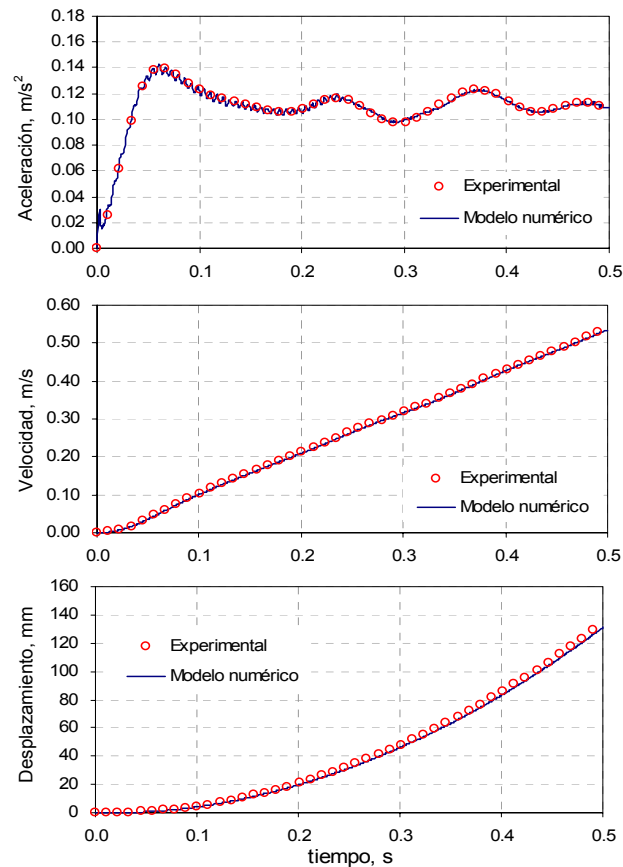 Aceleración, m/s²
0.18
0.16
0.14
0.12
0.10
0.08
0.06
0.04
0.02
0.00
Experimental
Modelo numérico
0.0 0.1 0.2 0.3 0.4 0.5
Velocidad, m/s
0.60
0.50
0.40
0.30
0.20
0.10
0.00
Experimental
Modelo numérico
0.0 0.1 0.2 0.3 0.4 0.5
Desplazamiento, mm
160
140
120
100
80
60
40
20
0
Experimental
Modelo numérico
0.0 0.1 0.2 0.3 0.4 0.5
tiempo, s